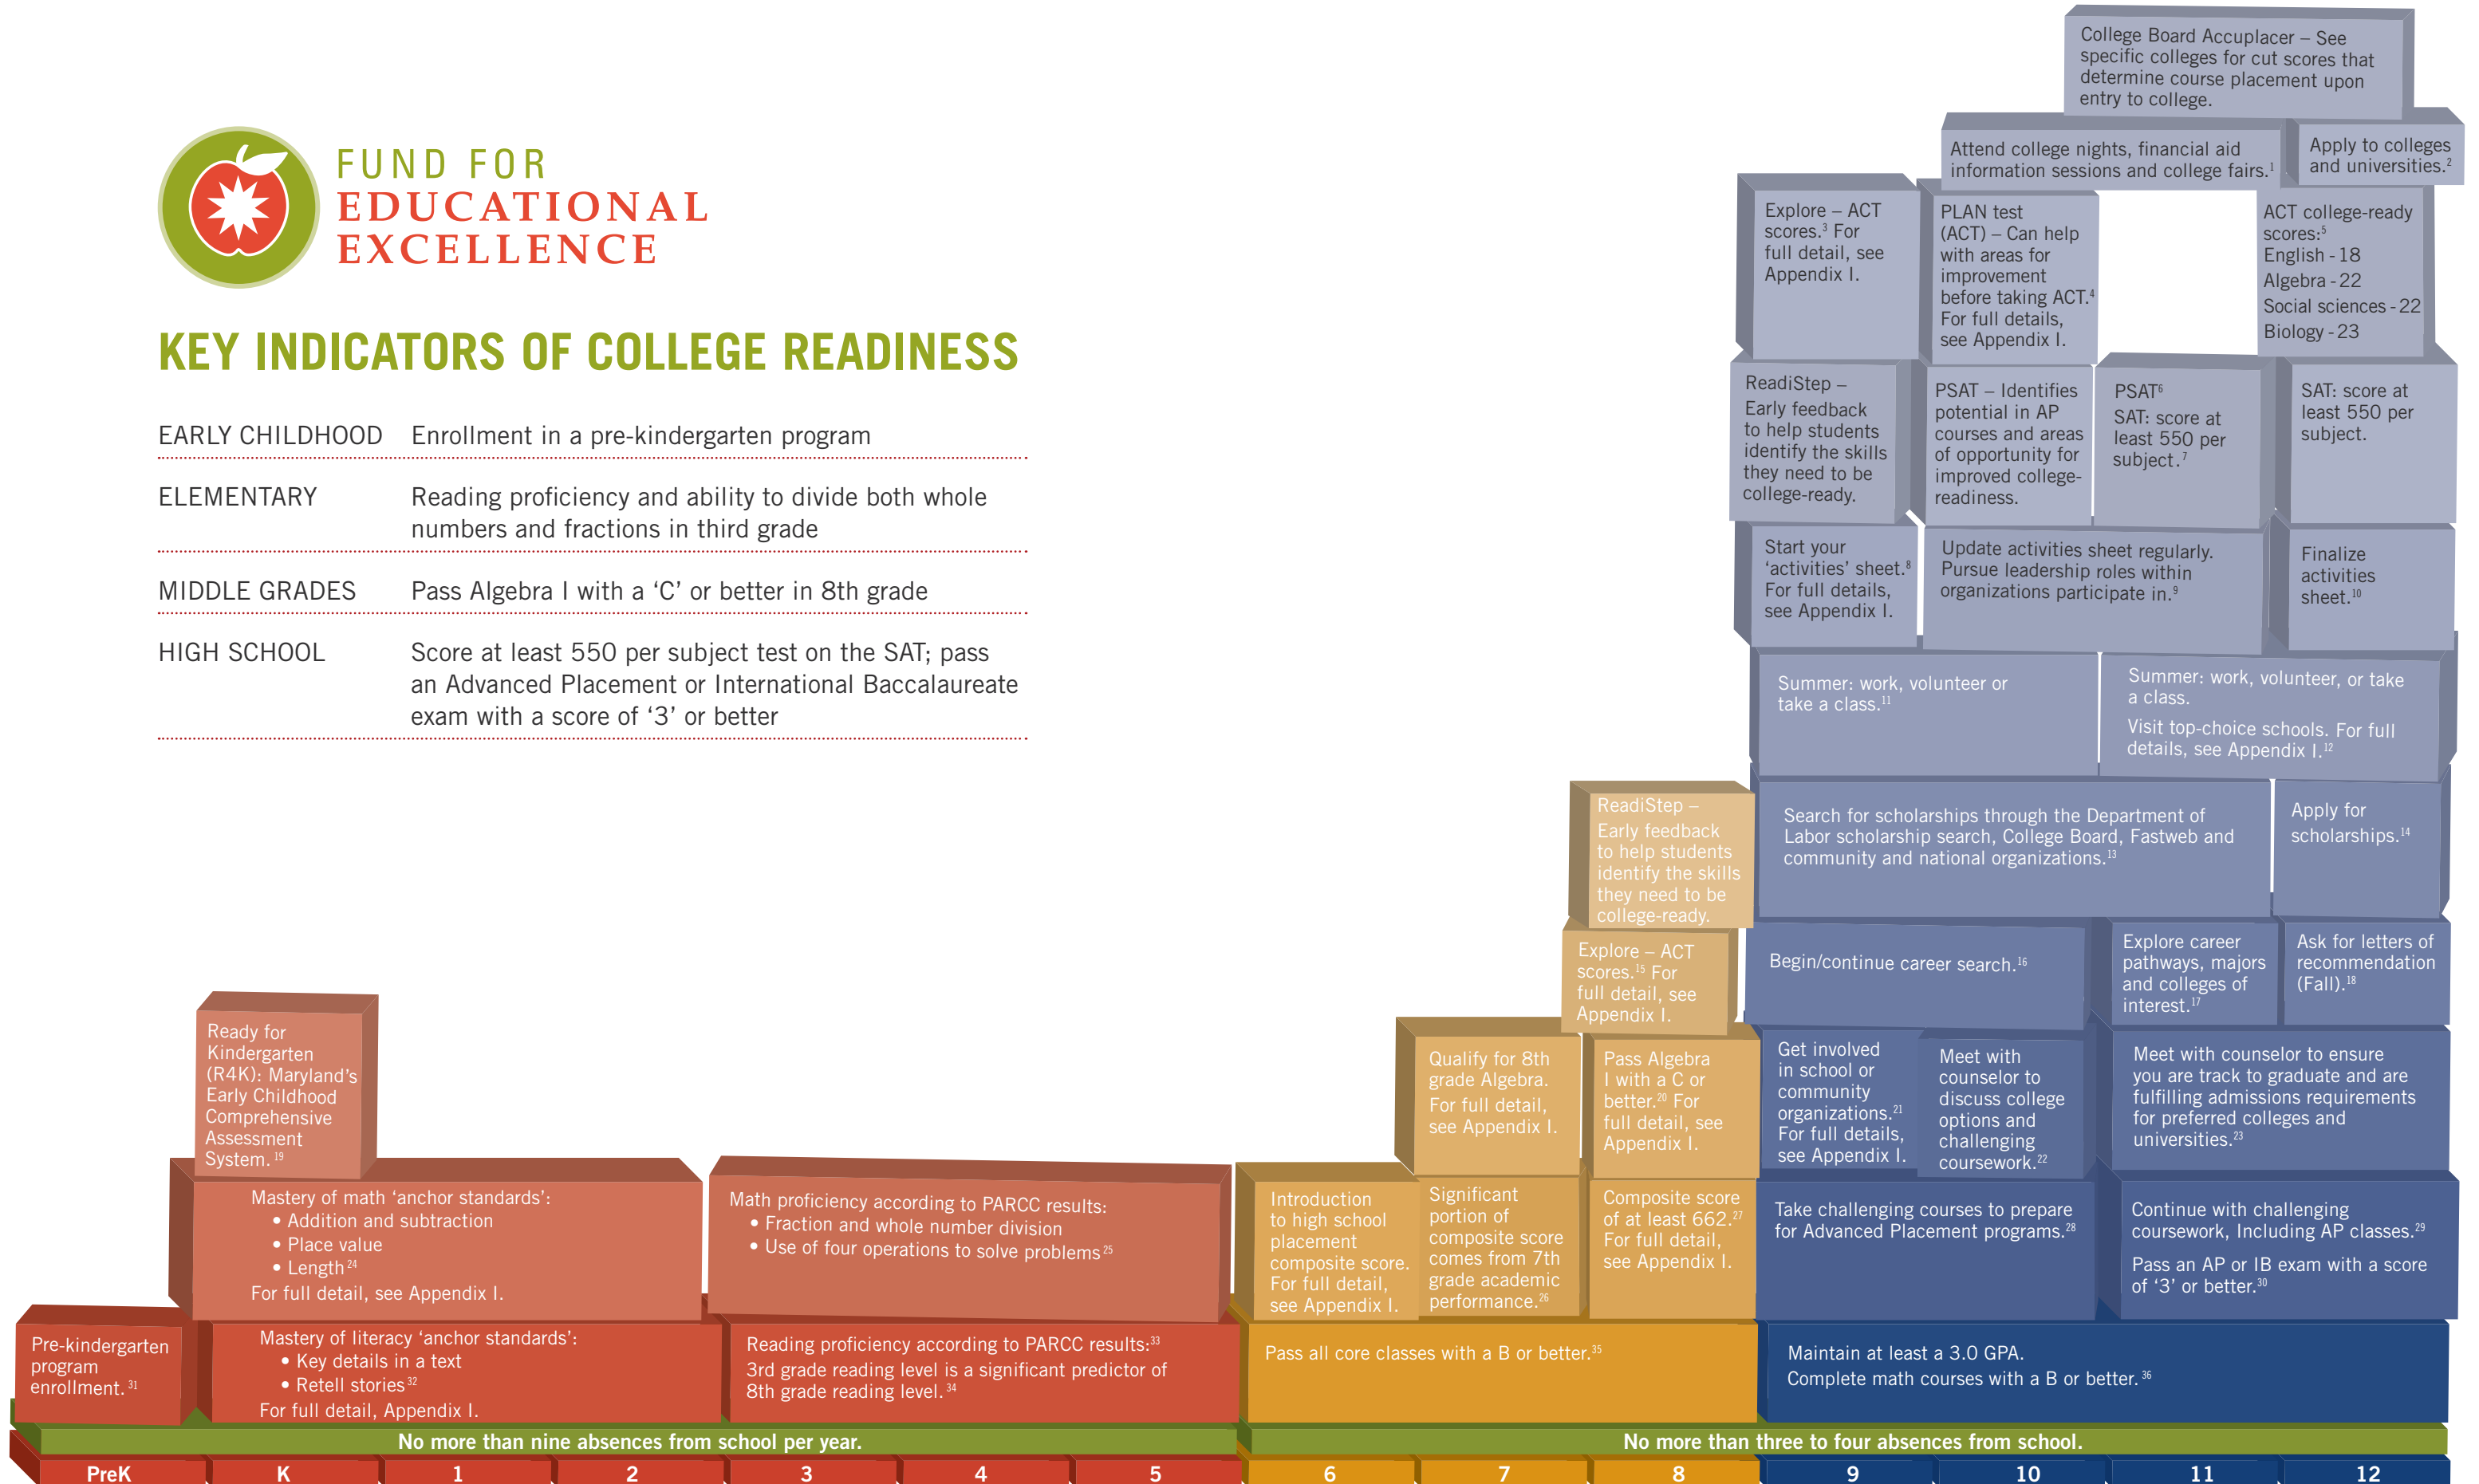 FUND FOR
EDUCATIONAL
EXCELLENCE
KEY INDICATORS OF COLLEGE READINESS
EARLY CHILDHOOD Enrollment in a pre-kindergarten program
ELEMENTARY Reading proficiency and ability to divide both whole
numbers and fractions in third grade
MIDDLE GRADES Pass Algebra I with a ‘C’ or better in 8th grade
HIGH SCHOOL Score at least 550 per subject test on the SAT; pass
an Advanced Placement or International Baccalaureate
exam with a score of ‘3’ or better
College Board Accuplacer – See
specific colleges for cut scores that
determine course placement upon
entry to college.
Attend college nights, financial aid
information sessions and college fairs.1
Apply to colleges
and universities.2
Explore – ACT
scores.3 For
full detail, see
Appendix I.
PLAN test
(ACT) – Can help
with areas for
improvement
before taking ACT.4
For full details,
see Appendix I.
ACT college-ready
scores:5
English - 18
Algebra - 22
Social sciences - 22
Biology - 23
ReadiStep –
Early feedback
to help students
identify the skills
they need to be
college-ready.
PSAT – Identifies
potential in AP
courses and areas
of opportunity for
improved college-
readiness.
PSAT6
SAT: score at
least 550 per
subject.7
SAT: score at
least 550 per
subject.
Start your
‘activities’ sheet.8
For full details,
see Appendix I.
Update activities sheet regularly.
Pursue leadership roles within
organizations participate in.9
Finalize
activities
sheet.10
Summer: work, volunteer or
take a class.11
Summer: work, volunteer, or take
a class.
Visit top-choice schools. For full
details, see Appendix I.12
ReadiStep –
Early feedback
to help students
identify the skills
they need to be
college-ready.
Search for scholarships through the Department of
Labor scholarship search, College Board, Fastweb and
community and national organizations.13
Apply for
scholarships.14
Explore – ACT
scores.15 For
full detail, see
Appendix I.
Begin/continue career search.16
Explore career
pathways, majors
and colleges of
interest.17
Ask for letters of
recommendation
(Fall).18
Ready for
Kindergarten
(R4K): Maryland’s
Early Childhood
Comprehensive
Assessment
System.19
Qualify for 8th
grade Algebra.
For full detail,
see Appendix I.
Pass Algebra
I with a C or
better.20 For
full detail, see
Appendix I.
Get involved
in school or
community
organizations.21
For full details,
see Appendix I.
Meet with
counselor to
discuss college
options and
challenging
coursework.22
Meet with counselor to ensure
you are track to graduate and are
fulfilling admissions requirements
for preferred colleges and
universities.23
Mastery of math ‘anchor standards’:
• Addition and subtraction
• Place value
• Length24
For full detail, see Appendix I.
Math proficiency according to PARCC results:
• Fraction and whole number division
• Use of four operations to solve problems25
Introduction
to high school
placement
composite score.
For full detail,
see Appendix I.
Significant
portion of
composite score
comes from 7th
grade academic
performance.26
Composite score
of at least 662.27
For full detail,
see Appendix I.
Take challenging courses to prepare
for Advanced Placement programs.28
Continue with challenging
coursework, Including AP classes.29
Pass an AP or IB exam with a score
of ‘3’ or better.30
Pre-kindergarten
program
enrollment.31
Mastery of literacy ‘anchor standards’:
• Key details in a text
• Retell stories32
For full detail, Appendix I.
Reading proficiency according to PARCC results:33
3rd grade reading level is a significant predictor of
8th grade reading level.34
Pass all core classes with a B or better.35
Maintain at least a 3.0 GPA.
Complete math courses with a B or better.36
No more than nine absences from school per year.
No more than three to four absences from school.
PreK K 1 2 3 4 5 6 7 8 9 10 11 12